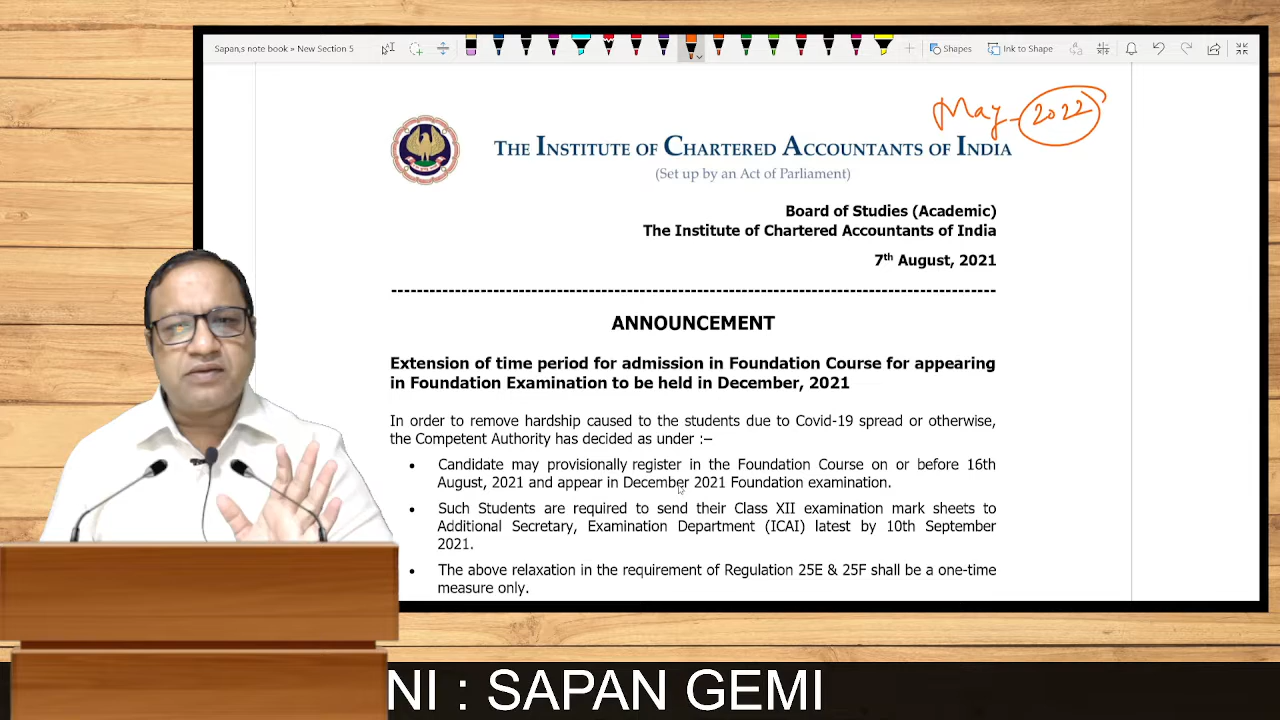 Sapan,s note book » New Section 5
Shapes
Ink to Shape
May - 2022
THE INSTITUTE OF CHARTERED ACCOUNTANTS OF INDIA
(Set up by an Act of Parliament)
Board of Studies (Academic)
The Institute of Chartered Accountants of India
7th August, 2021
ANNOUNCEMENT
Extension of time period for admission in Foundation Course for appearing
in Foundation Examination to be held in December, 2021
In order to remove hardship caused to the students due to Covid-19 spread or otherwise,
the Competent Authority has decided as under :–
• Candidate may provisionally register in the Foundation Course on or before 16th
August, 2021 and appear in December 2021 Foundation examination.
• Such Students are required to send their Class XII examination mark sheets to
Additional Secretary, Examination Department (ICAI) latest by 10th September
2021.
• The above relaxation in the requirement of Regulation 25E & 25F shall be a one-time
measure only.
NI : SAPAN GEMI